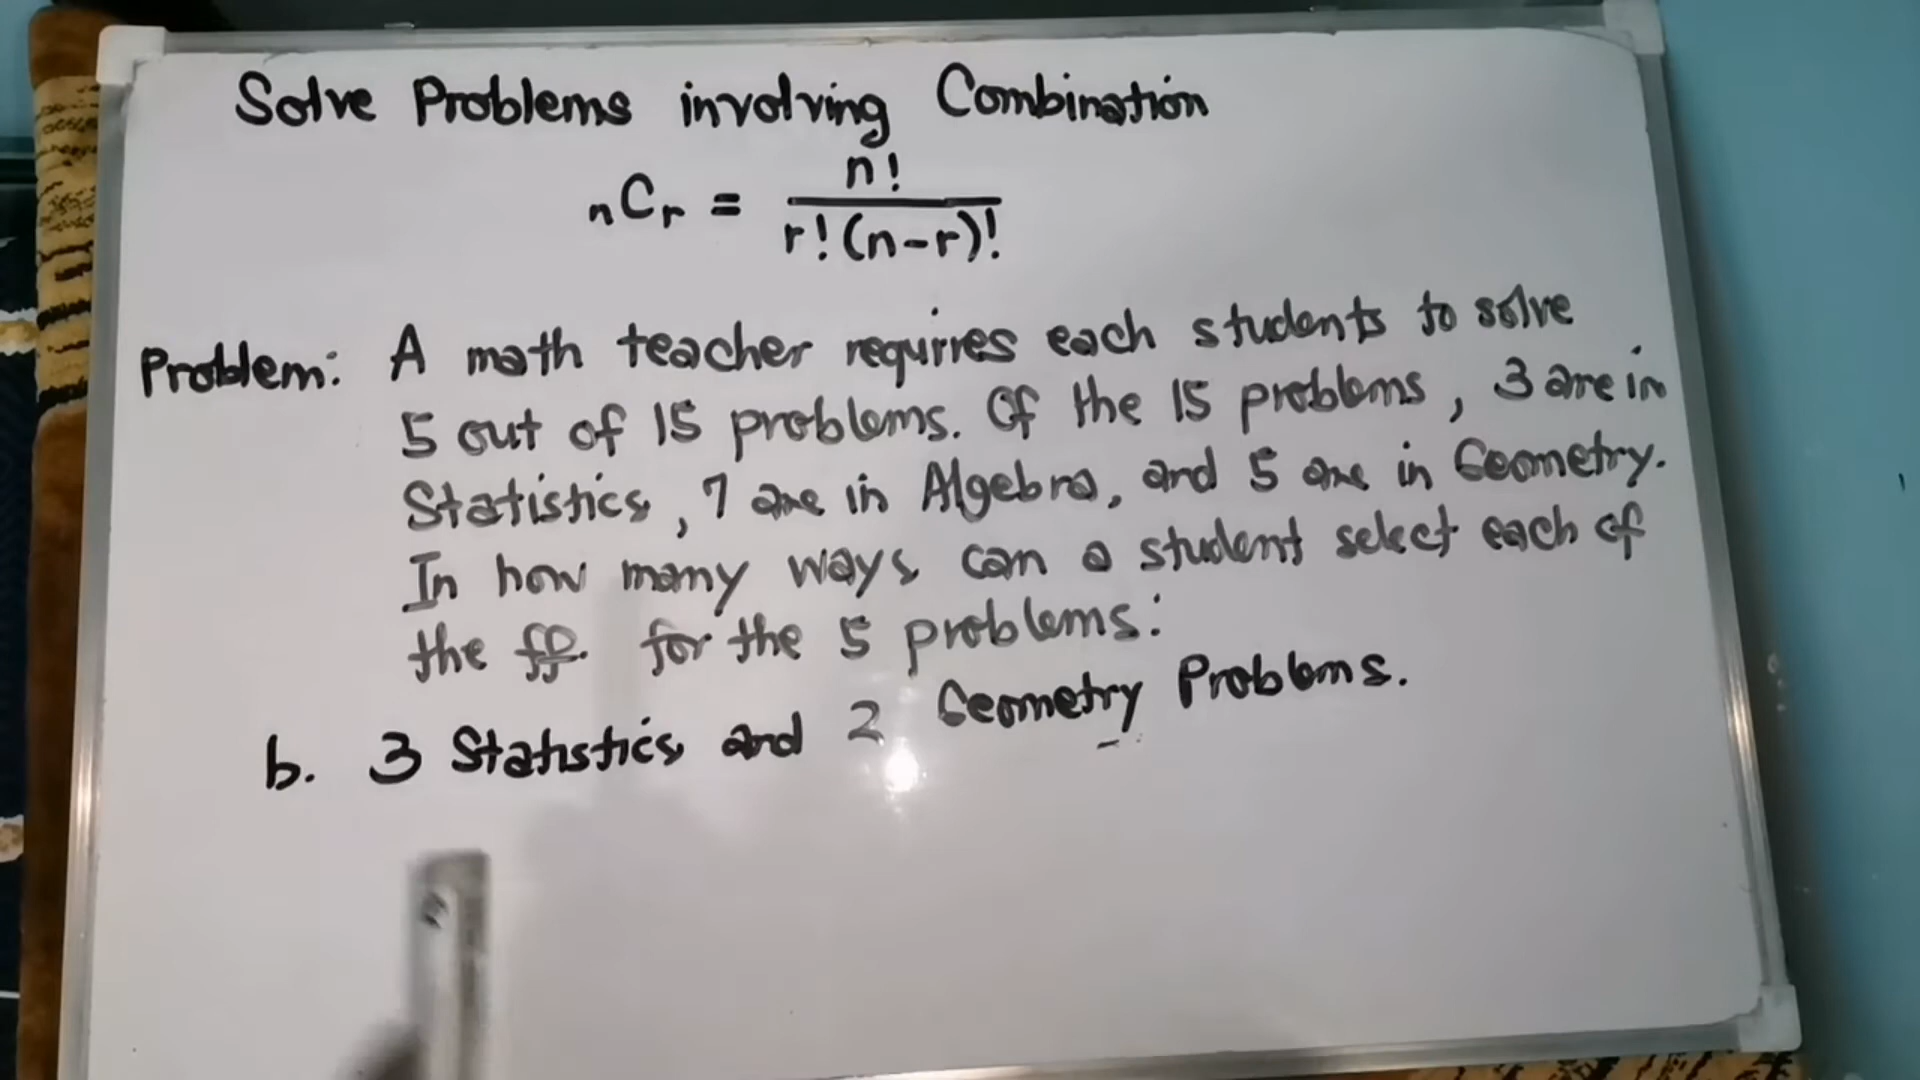 Solve Problems involving Combination
nCr = n! / r!(n-r)!
Problem: A math teacher requires each students to solve
5 out of 15 problems. Of the 15 problems, 3 are in
Statistics, 7 are in Algebra, and 5 are in Geometry.
In how many ways can a student select each of
the ff. for the 5 problems:
b. 3 Statistics and 2 Geometry Problems.